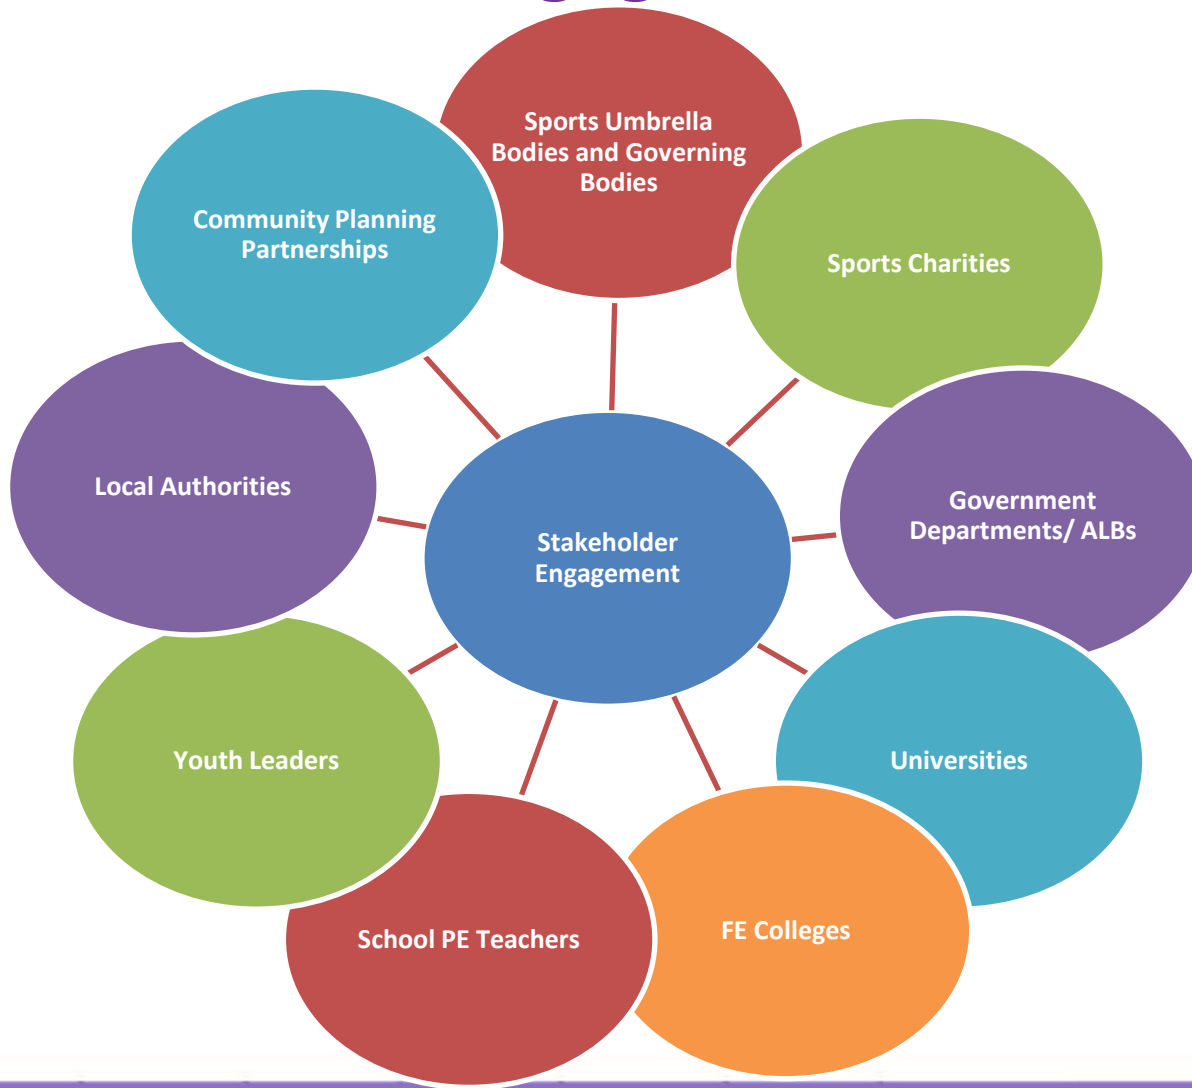 Sports Umbrella
Bodies and Governing
Bodies
Sports Charities
Government
Departments/ ALBs
Universities
FE Colleges
School PE Teachers
Youth Leaders
Local Authorities
Community Planning
Partnerships
Stakeholder
Engagement